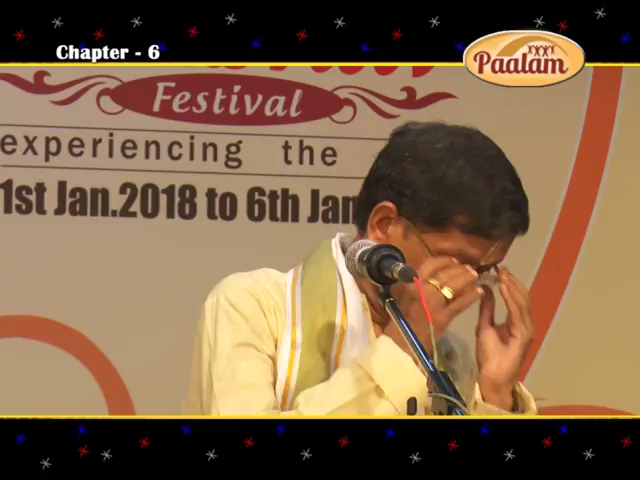 Chapter - 6
Paalam
Festival
experiencing the
1st Jan.2018 to 6th Jan